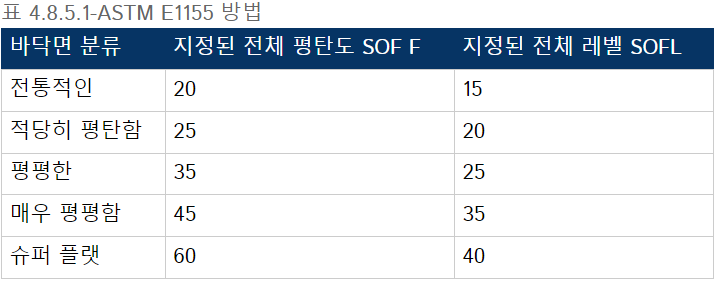 표 4.8.5.1-ASTM E1155 방법
바닥면 분류 지정된 전체 평탄도 SOF F 지정된 전체 레벨 SOFL
전통적인 20 15
적당히 평탄함 25 20
평평한 35 25
매우 평평함 45 35
슈퍼 플랫 60 40